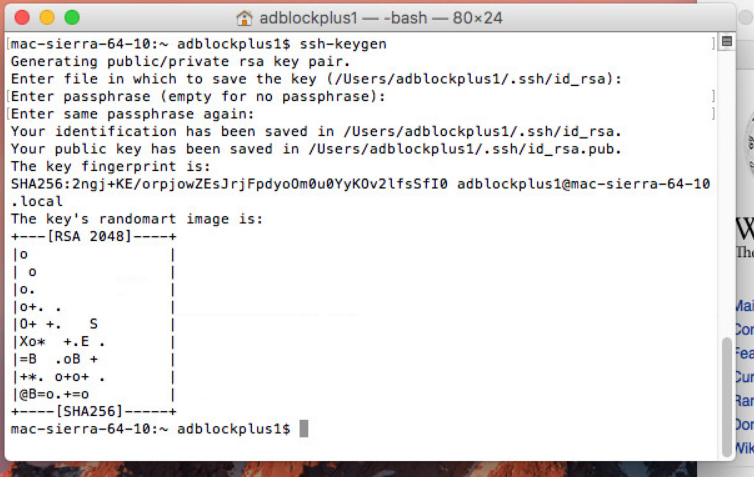 adblockplus1 — -bash — 80×24
[mac-sierra-64-10:~ adblockplus1$ ssh-keygen ]
Generating public/private rsa key pair.
Enter file in which to save the key (/Users/adblockplus1/.ssh/id_rsa):
[Enter passphrase (empty for no passphrase): ]
[Enter same passphrase again: ]
Your identification has been saved in /Users/adblockplus1/.ssh/id_rsa.
Your public key has been saved in /Users/adblockplus1/.ssh/id_rsa.pub.
The key fingerprint is:
SHA256:2ngj+KE/orpjowZEsJrjFpdyoOm0u0YyKOv2lfsSfI0 adblockplus1@mac-sierra-64-10
.local
The key's randomart image is:
+---[RSA 2048]----+
|o                |
| o               |
|o.               |
|o+. .            |
|O+ +.   S        |
|Xo*  +.E .       |
|=B  .oB +        |
|+*. o+o+ .       |
|@B=o.+=o         |
+----[SHA256]-----+
mac-sierra-64-10:~ adblockplus1$
W
The
Mai
Con
Fea
Cur
Ran
Don
Wik